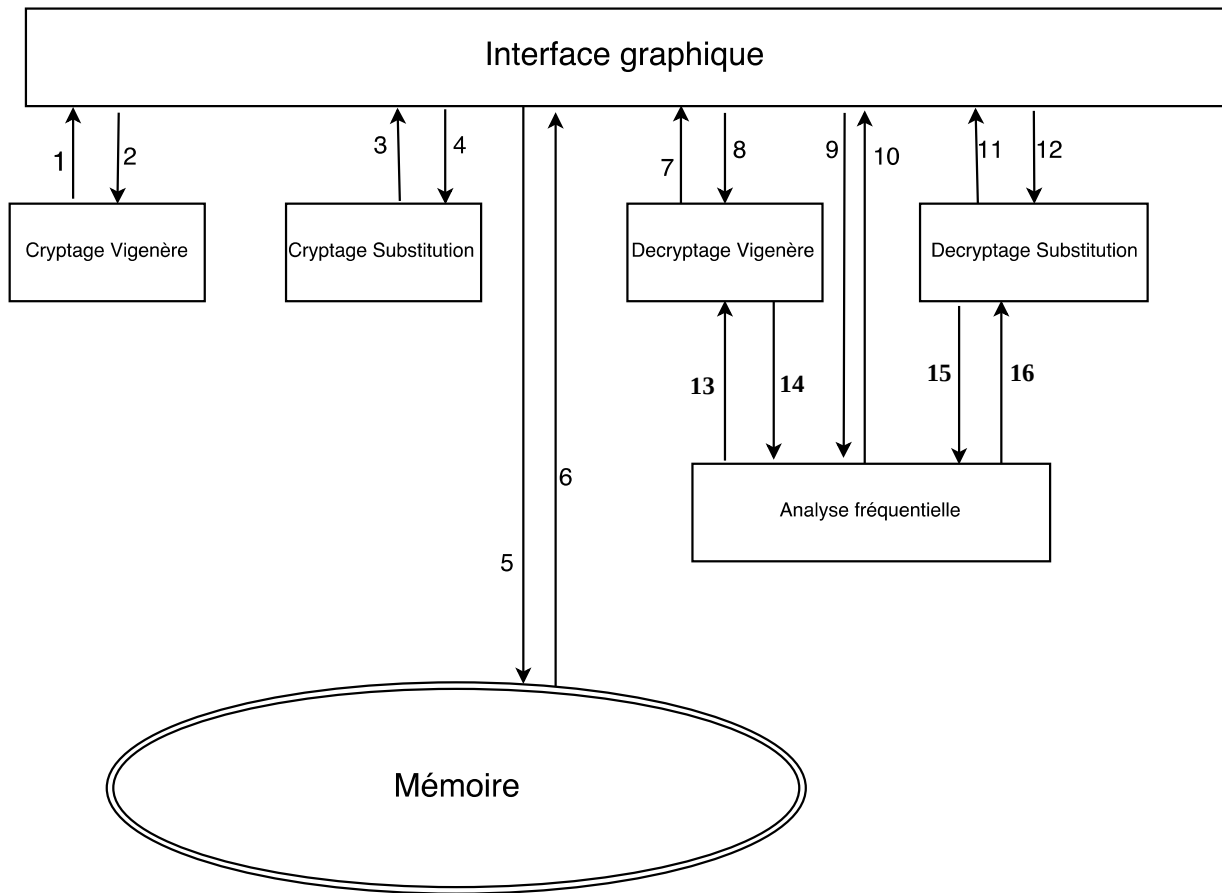 Interface graphique
1
2
3
4
7
8
9
10
11
12
Cryptage Vigenère
Cryptage Substitution
Decryptage Vigenère
Decryptage Substitution
13
14
15
16
6
Analyse fréquentielle
5
Mémoire